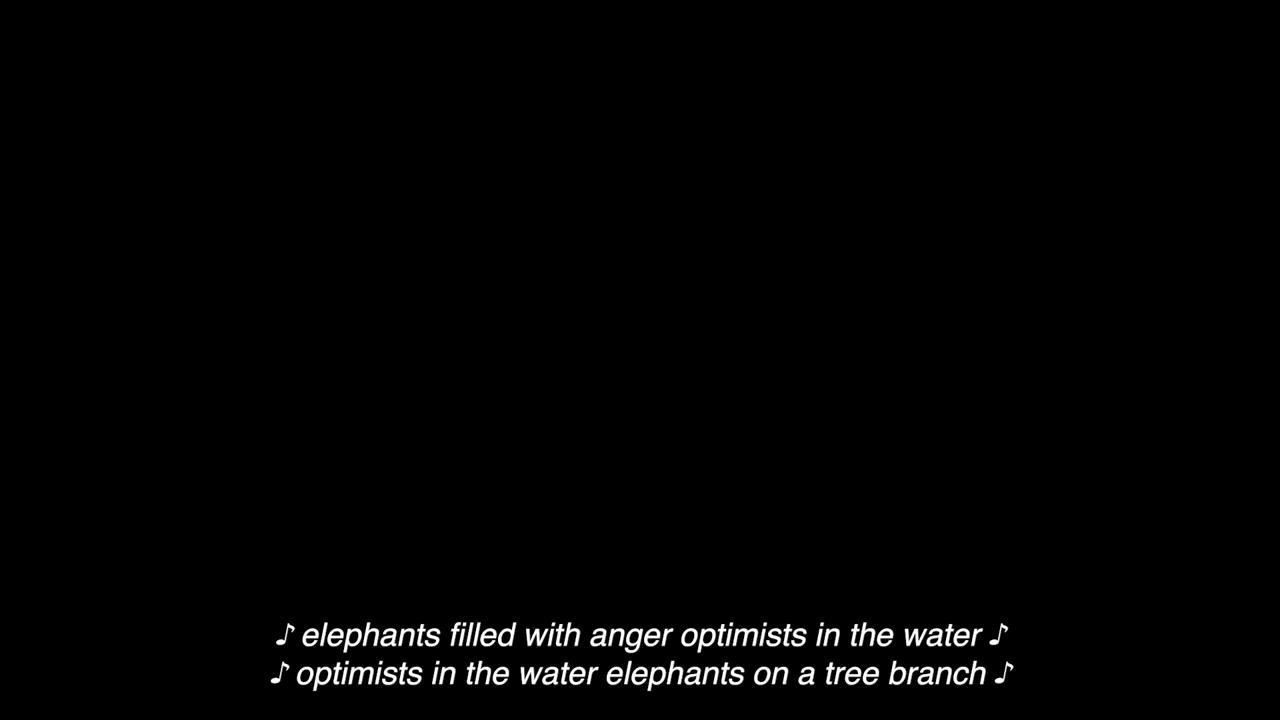 ♪ elephants filled with anger optimists in the water ♪
♪ optimists in the water elephants on a tree branch ♪